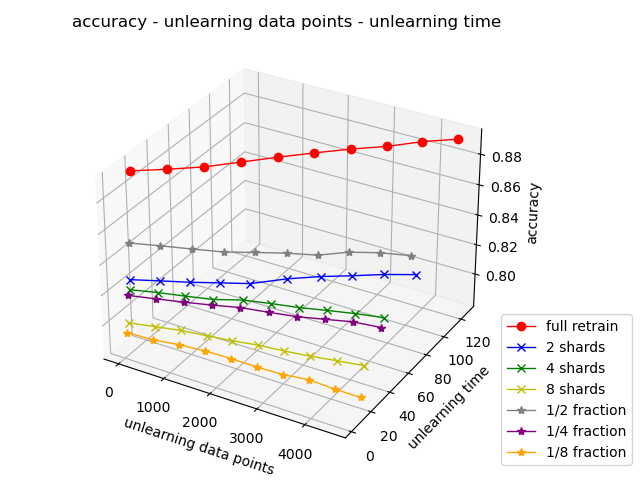 accuracy - unlearning data points - unlearning time
0.88
0.86
0.84
0.82
0.80
accuracy
0
1000
2000
3000
4000
unlearning data points
0
20
40
60
80
100
120
unlearning time
full retrain
2 shards
4 shards
8 shards
1/2 fraction
1/4 fraction
1/8 fraction